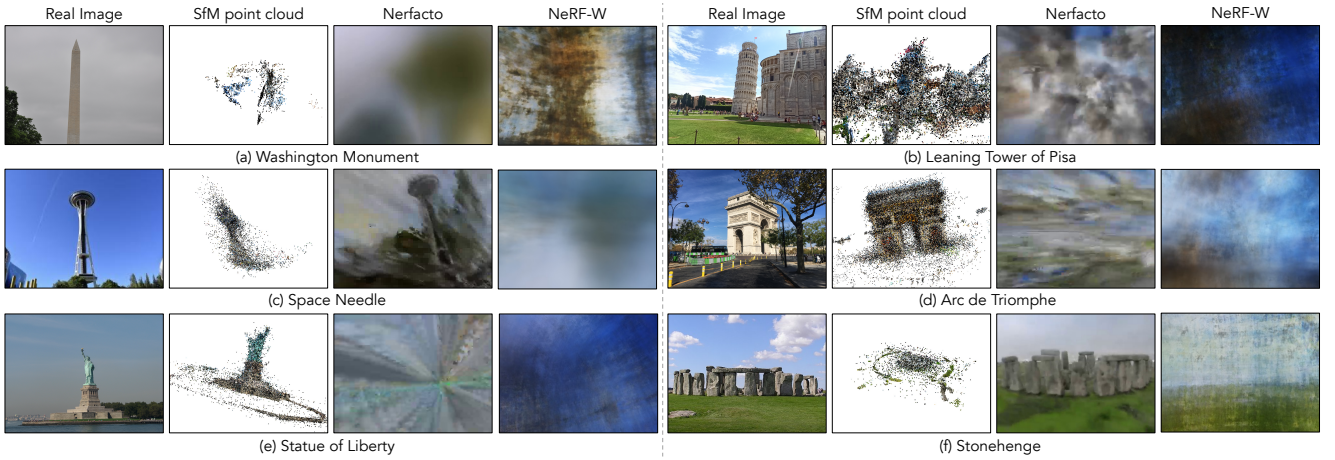 Real Image SfM point cloud Nerfacto NeRF-W Real Image SfM point cloud Nerfacto NeRF-W
(a) Washington Monument (b) Leaning Tower of Pisa
(c) Space Needle (d) Arc de Triomphe
(e) Statue of Liberty (f) Stonehenge